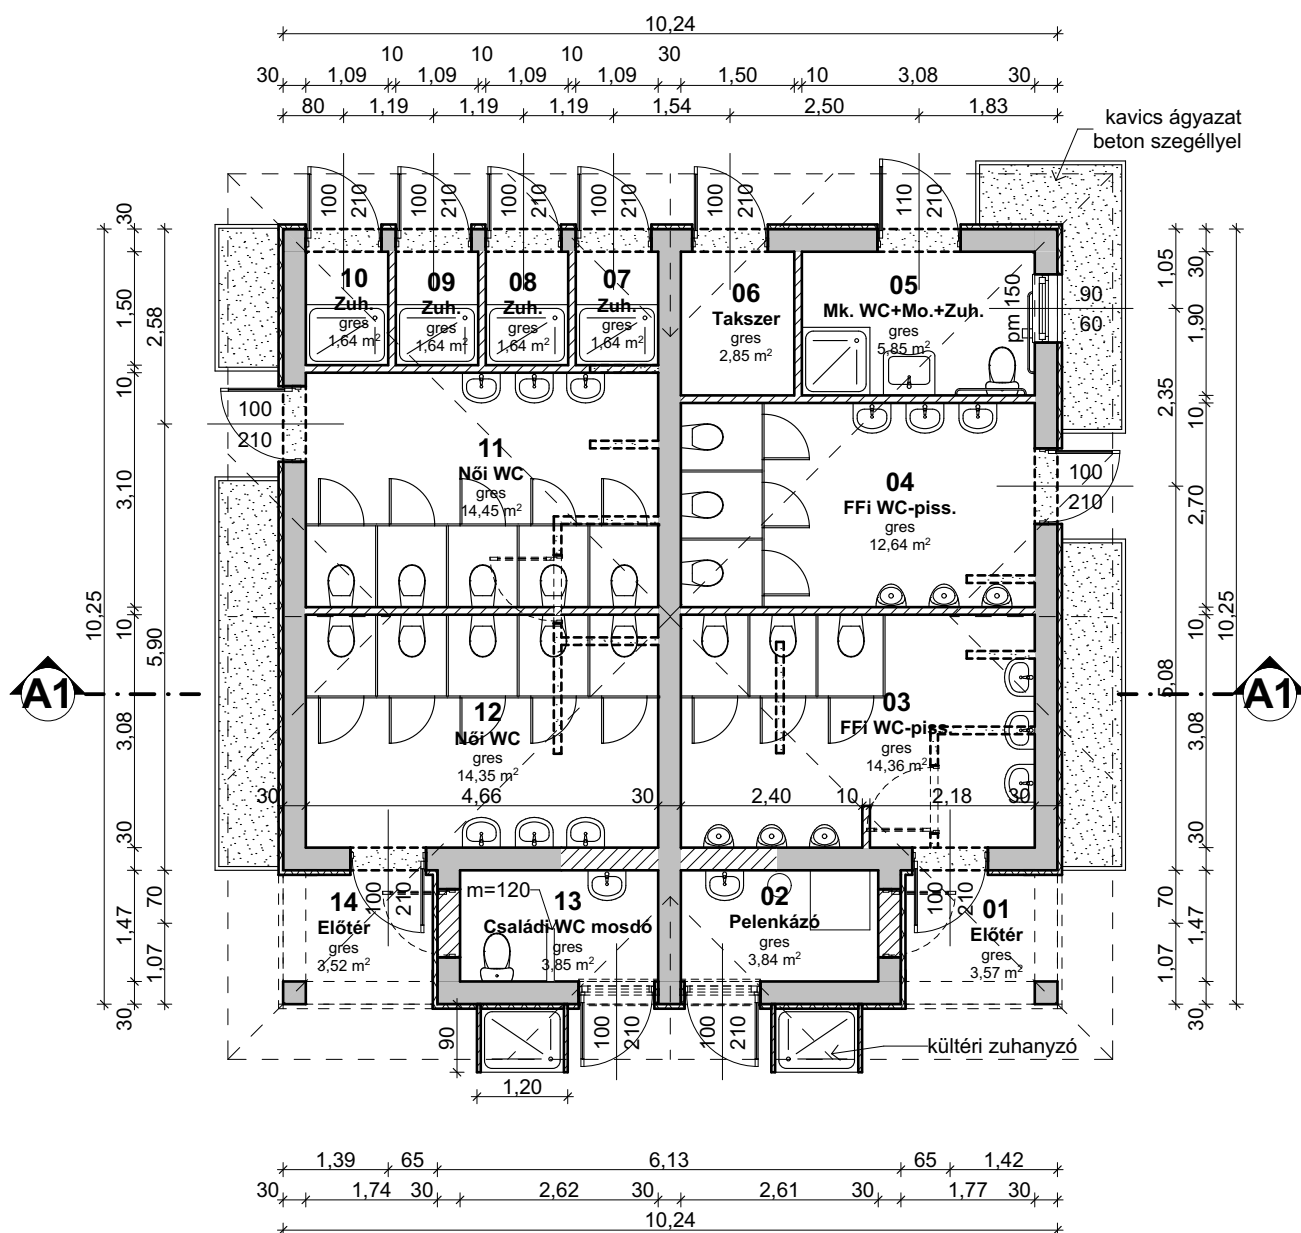 10,24
10 10 10 30
30 1,09 1,09 1,09 1,09 1,50 10 3,08 30
80 1,19 1,19 1,19 1,54 2,50 1,83
kavics ágyazat
beton szegéllyel
100 210
100 210
100 210
100 210
100 210
110 210
10
Zuh.
gres
1,64 m²
09
Zuh.
gres
1,64 m²
08
Zuh.
gres
1,64 m²
07
Zuh.
gres
1,64 m²
06
Takszer
gres
2,85 m²
05
Mk. WC+Mo.+Zuh.
gres
5,85 m²
pm 150
90
60
30
1,50
10
3,10
10
3,08
30
1,47
30
2,58
5,90
70
1,07
10,25
1,05
2,35
5,08
70
1,07
30
1,90
10
2,70
10
3,08
30
1,47
30
10,25
100
210
11
Női WC
gres
14,45 m²
04
FFi WC-piss.
gres
12,64 m²
100
210
A1
A1
12
Női WC
gres
14,35 m²
03
FFi WC-piss.
gres
14,36 m²
30 4,66 30 2,40 10 2,18 30
100 210
m=120
14
Előtér
gres
3,52 m²
13
Családi WC mosdó
gres
3,85 m²
02
Pelenkázó
gres
3,84 m²
100 210
01
Előtér
gres
3,57 m²
100 210
100 210
90
1,20
kültéri zuhanyzó
1,39 65 6,13 65 1,42
30 1,74 30 2,62 30 2,61 30 1,77 30
10,24